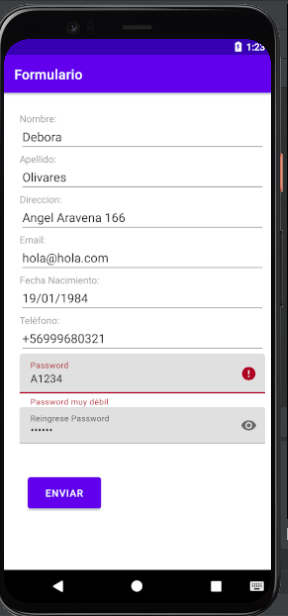 1:23
Formulario
Nombre:
Debora
Apellido:
Olivares
Direccion:
Angel Aravena 166
Email:
hola@hola.com
Fecha Nacimiento:
19/01/1984
Teléfono:
+56999680321
Password
A1234
Password muy débil
Reingrese Password
••••••
ENVIAR